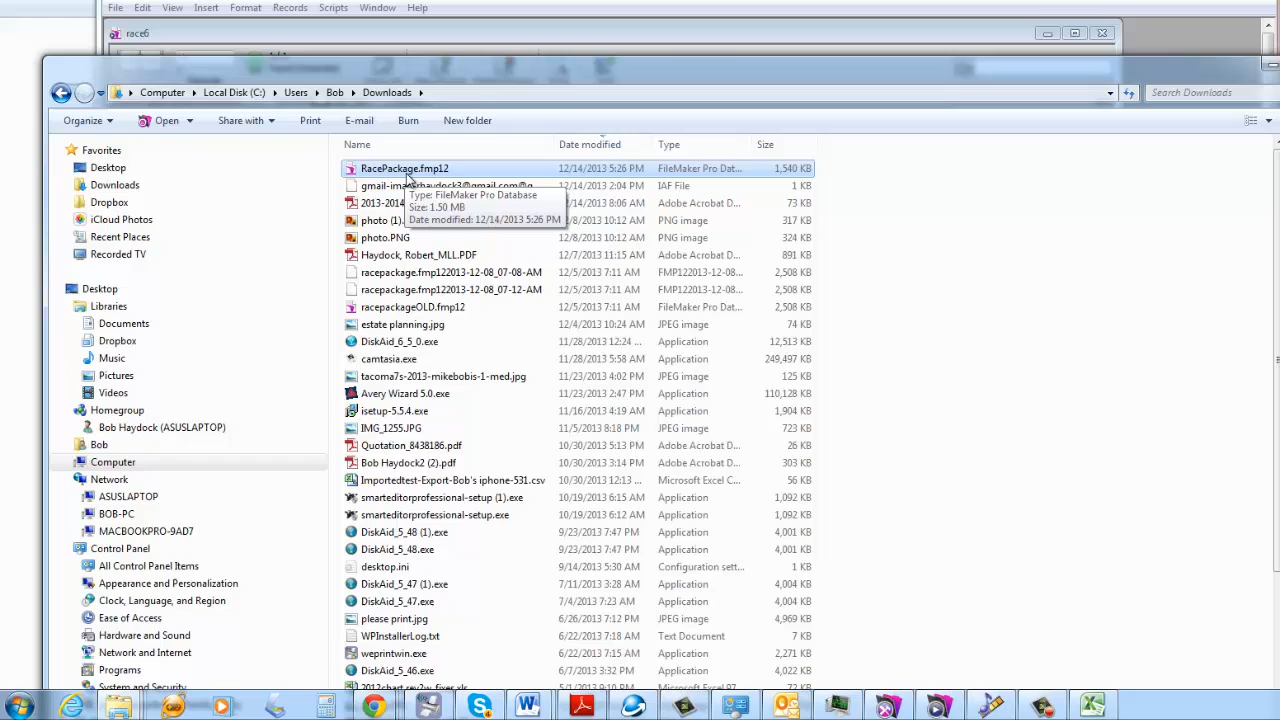 File Edit View Insert Format Records Scripts Window Help
race6
Computer Local Disk (C:) Users Bob Downloads Search Downloads
Organize Open Share with Print E-mail Burn New folder
Name Date modified Type Size
Favorites
Desktop
Downloads
Dropbox
iCloud Photos
Recent Places
Recorded TV
Desktop
Libraries
Documents
Dropbox
Music
Pictures
Videos
Homegroup
Bob Haydock (ASUSLAPTOP)
Bob
Computer
Network
ASUSLAPTOP
BOB-PC
MACBOOKPRO-9AD7
Control Panel
All Control Panel Items
Appearance and Personalization
Clock, Language, and Region
Ease of Access
Hardware and Sound
Network and Internet
Programs
System and Security
RacePackage.fmp12 12/14/2013 5:26 PM FileMaker Pro Dat... 1,540 KB
12/14/2013 2:04 PM IAF File 1 KB
2013-2014 12/14/2013 8:06 AM Adobe Acrobat D... 73 KB
photo (1). 12/8/2013 10:12 AM PNG image 317 KB
photo.PNG 12/8/2013 10:12 AM PNG image 324 KB
Haydock, Robert_MLL.PDF 12/7/2013 11:15 AM Adobe Acrobat D... 891 KB
racepackage.fmp122013-12-08_07-08-AM 12/5/2013 7:11 AM FMP122013-12-08... 2,508 KB
racepackage.fmp122013-12-08_07-12-AM 12/5/2013 7:11 AM FMP122013-12-08... 2,508 KB
racepackageOLD.fmp12 12/5/2013 7:11 AM FileMaker Pro Dat... 2,508 KB
estate planning.jpg 12/4/2013 10:24 AM JPEG image 74 KB
DiskAid_6_5_0.exe 11/28/2013 12:24 ... Application 12,513 KB
camtasia.exe 11/28/2013 5:58 AM Application 249,497 KB
tacoma7s-2013-mikebobis-1-med.jpg 11/23/2013 4:02 PM JPEG image 125 KB
Avery Wizard 5.0.exe 11/23/2013 2:47 PM Application 110,128 KB
isetup-5.5.4.exe 11/16/2013 4:19 AM Application 1,904 KB
IMG_1255.JPG 11/5/2013 8:18 PM JPEG image 723 KB
Quotation_8438186.pdf 10/30/2013 5:13 PM Adobe Acrobat D... 26 KB
Bob Haydock2 (2).pdf 10/30/2013 3:14 PM Adobe Acrobat D... 303 KB
Importedtest-Export-Bob's iphone-531.csv 10/30/2013 12:13 ... Microsoft Excel C... 56 KB
smarteditorprofessional-setup (1).exe 10/19/2013 6:15 AM Application 1,092 KB
smarteditorprofessional-setup.exe 10/19/2013 6:12 AM Application 1,092 KB
DiskAid_5_48 (1).exe 9/23/2013 7:47 PM Application 4,001 KB
DiskAid_5_48.exe 9/23/2013 7:47 PM Application 4,001 KB
desktop.ini 9/14/2013 5:30 AM Configuration sett... 1 KB
DiskAid_5_47 (1).exe 7/11/2013 3:28 AM Application 4,004 KB
DiskAid_5_47.exe 7/4/2013 7:23 AM Application 4,004 KB
please print.jpg 6/26/2013 7:12 PM JPEG image 4,969 KB
WPInstallerLog.txt 6/22/2013 7:18 AM Text Document 7 KB
weprintwin.exe 6/22/2013 7:15 AM Application 2,271 KB
DiskAid_5_46.exe 6/7/2013 3:32 PM Application 4,022 KB
5/1/2013 9:10 PM Microsoft Excel 97... 72 KB
Type: FileMaker Pro Database
Size: 1.50 MB
Date modified: 12/14/2013 5:26 PM